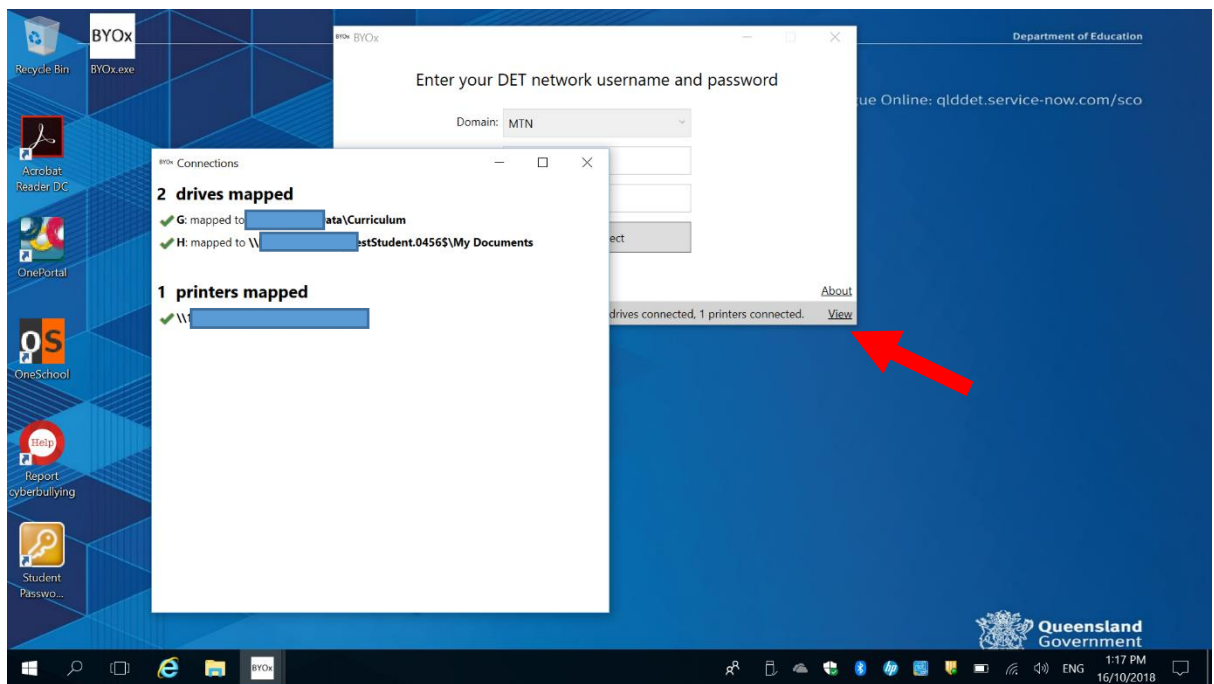 BYOx
Recycle Bin
BYOx.exe
Acrobat
Reader DC
OnePortal
OS
OneSchool
Help
Report
cyberbullying
Student
Passwo...
Department of Education
ue Online: qlddet.service-now.com/sco
BYOx BYOx
Enter your DET network username and password
Domain: MTN
ect
About
drives connected, 1 printers connected. View
BYOx Connections
2 drives mapped
G: mapped to ata\Curriculum
H: mapped to \\ estStudent.0456$\My Documents
1 printers mapped
\\1
Queensland
Government
hp
BYOx
ENG
1:17 PM
16/10/2018